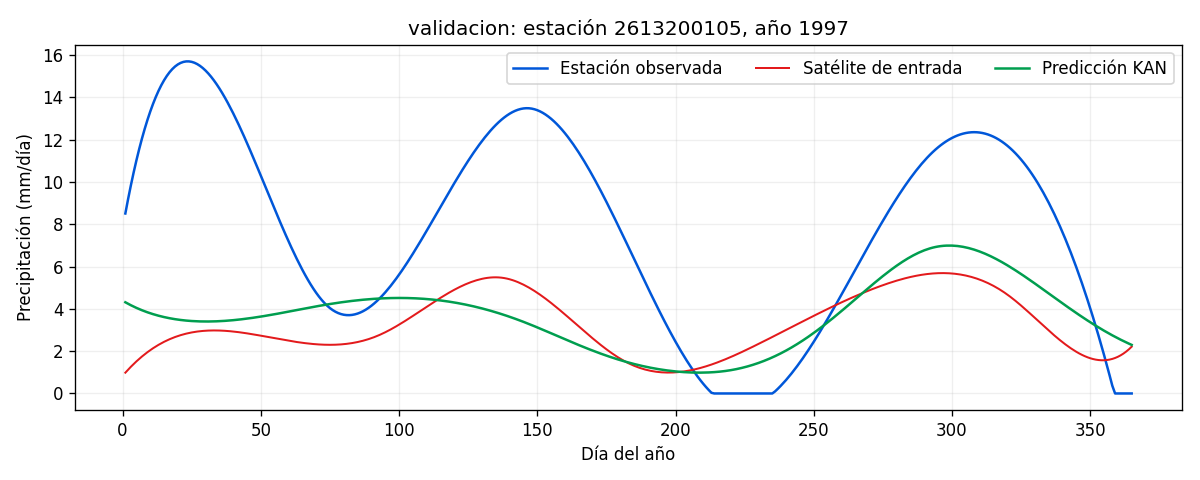 validacion: estación 2613200105, año 1997
Estación observada Satélite de entrada Predicción KAN
Precipitación (mm/día)
16
14
12
10
8
6
4
2
0
0 50 100 150 200 250 300 350
Día del año